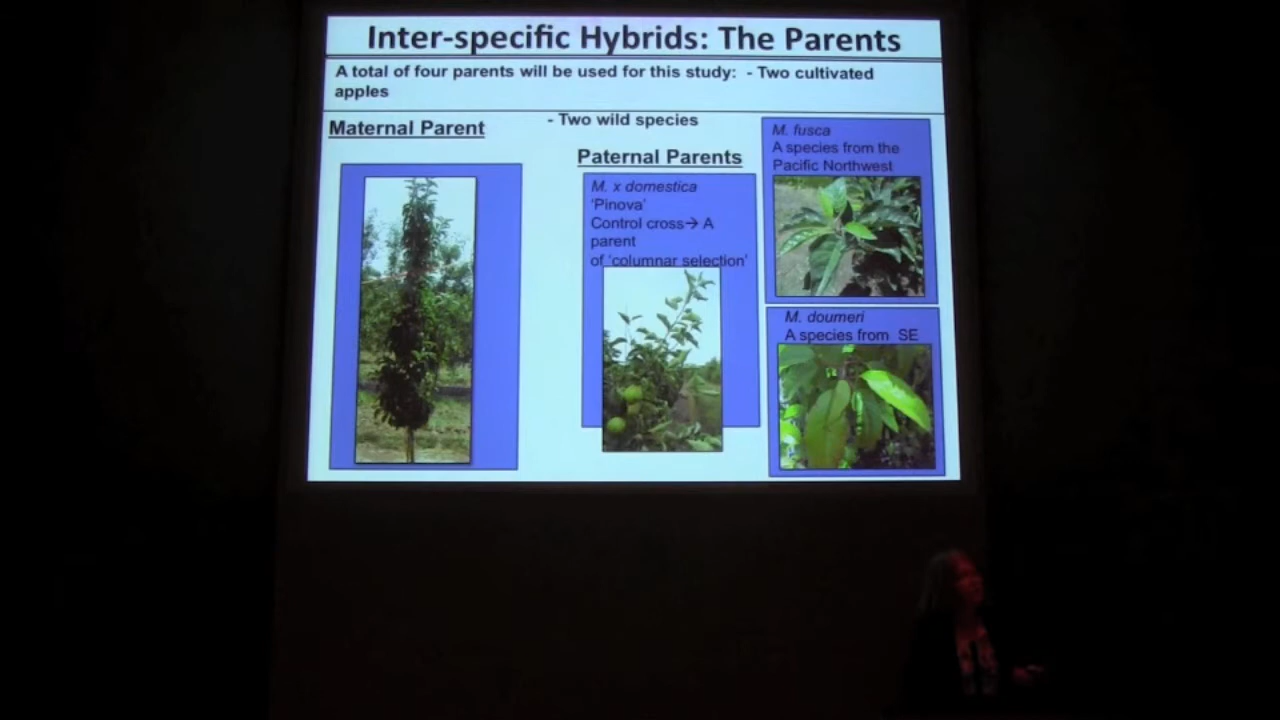 Inter-specific Hybrids: The Parents
A total of four parents will be used for this study: - Two cultivated
apples
- Two wild species
Maternal Parent
Paternal Parents
M. x domestica
‘Pinova’
Control cross→ A
parent
of ‘columnar selection’
M. fusca
A species from the
Pacific Northwest
M. doumeri
A species from SE